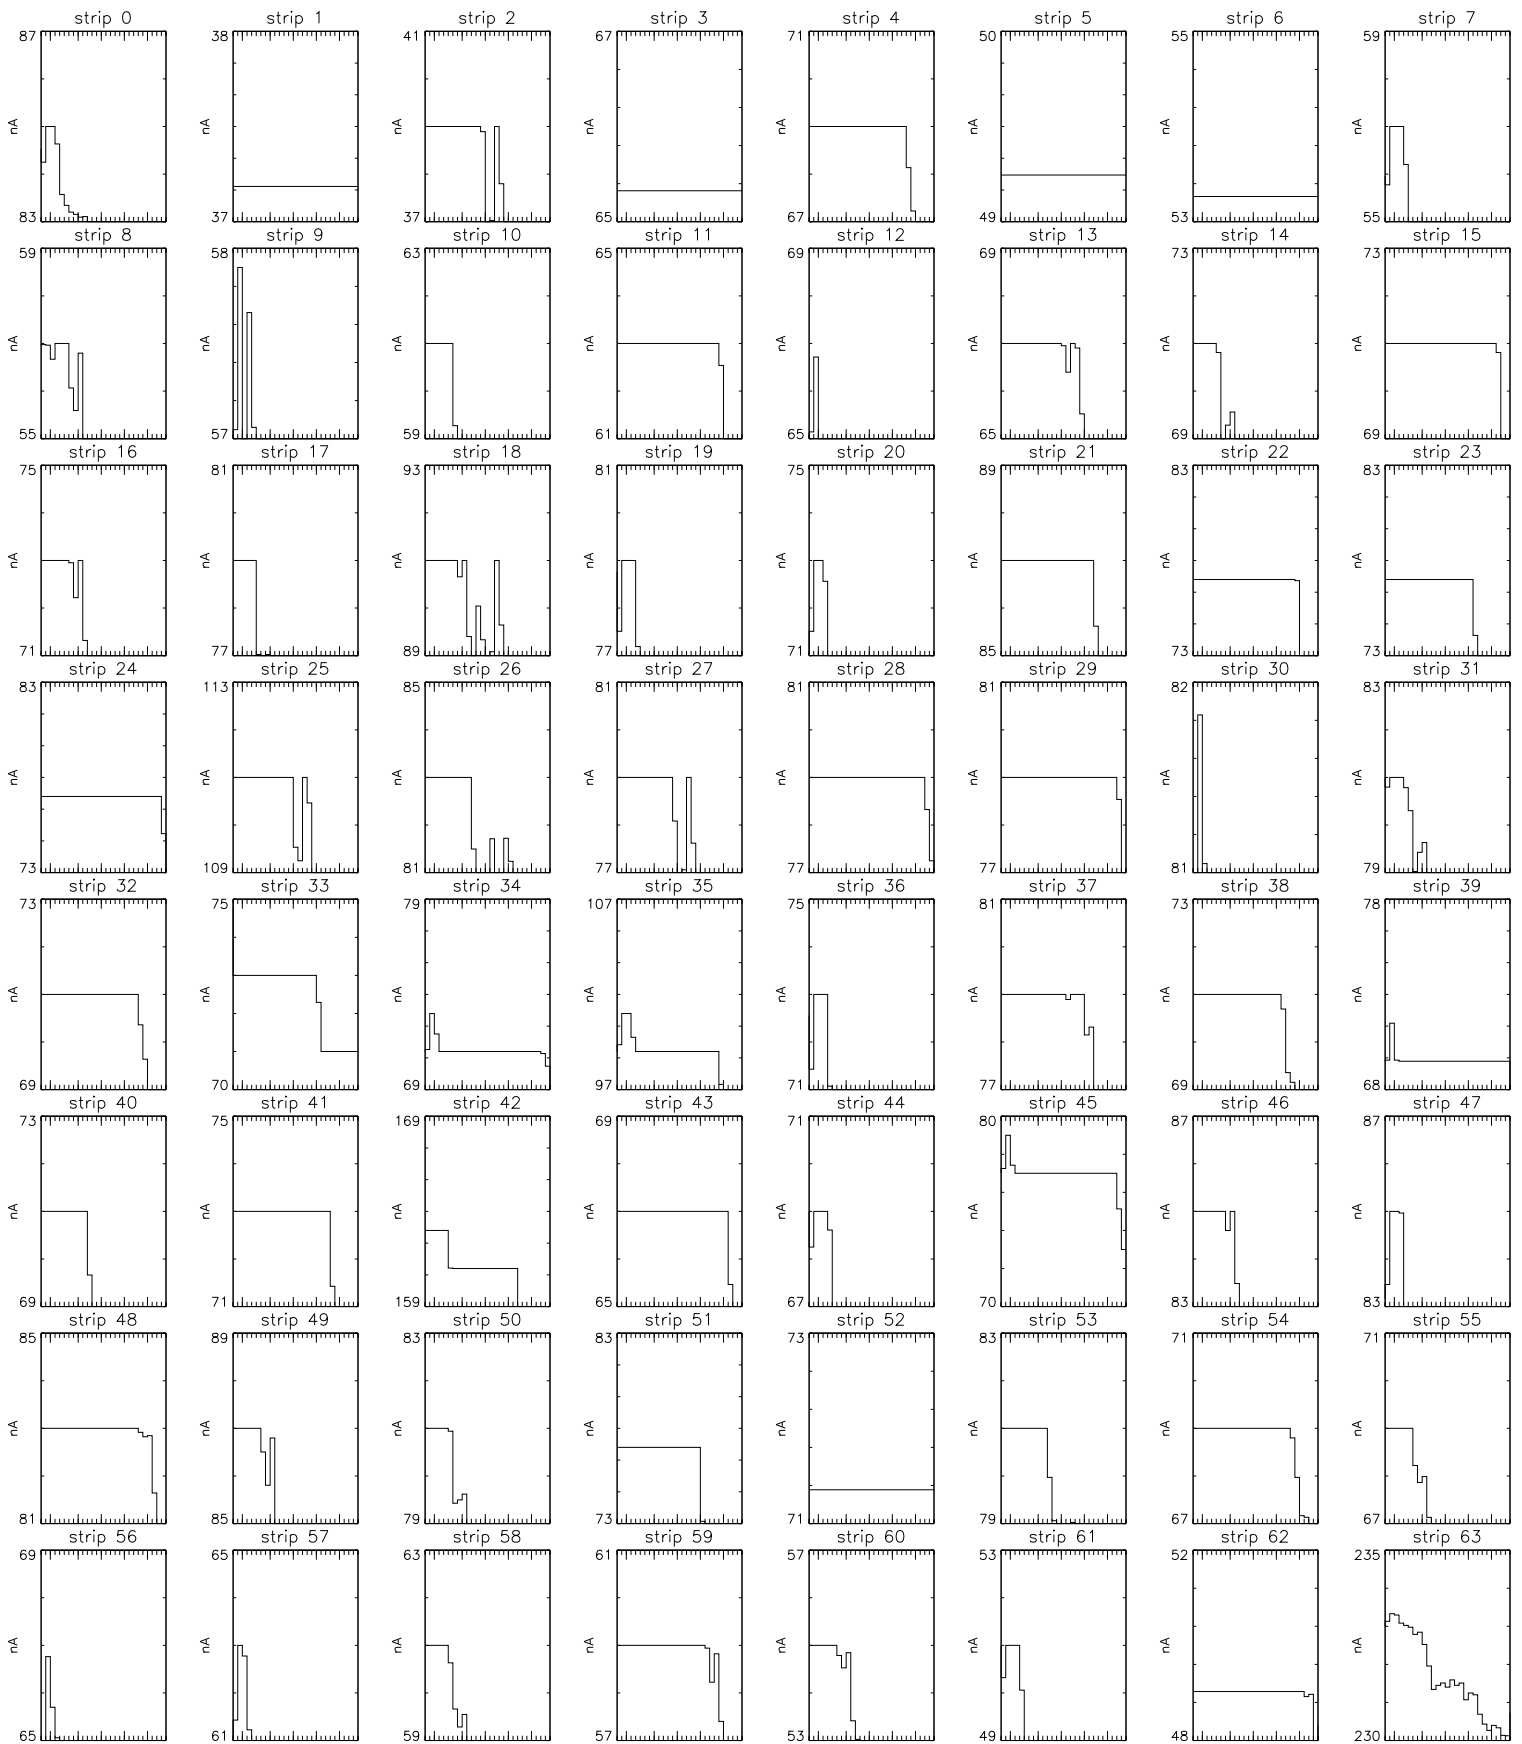 strip 0 strip 1 strip 2 strip 3 strip 4 strip 5 strip 6 strip 7
87 38 41 67 71 50 55 59
nA nA nA nA nA nA nA nA
83 37 37 65 67 49 53 55
strip 8 strip 9 strip 10 strip 11 strip 12 strip 13 strip 14 strip 15
59 58 63 65 69 69 73 73
nA nA nA nA nA nA nA nA
55 57 59 61 65 65 69 69
strip 16 strip 17 strip 18 strip 19 strip 20 strip 21 strip 22 strip 23
75 81 93 81 75 89 83 83
nA nA nA nA nA nA nA nA
71 77 89 77 71 85 73 73
strip 24 strip 25 strip 26 strip 27 strip 28 strip 29 strip 30 strip 31
83 113 85 81 81 81 82 83
nA nA nA nA nA nA nA nA
73 109 81 77 77 77 81 79
strip 32 strip 33 strip 34 strip 35 strip 36 strip 37 strip 38 strip 39
73 75 79 107 75 81 73 78
nA nA nA nA nA nA nA nA
69 70 69 97 71 77 69 68
strip 40 strip 41 strip 42 strip 43 strip 44 strip 45 strip 46 strip 47
73 75 169 69 71 80 87 87
nA nA nA nA nA nA nA nA
69 71 159 65 67 70 83 83
strip 48 strip 49 strip 50 strip 51 strip 52 strip 53 strip 54 strip 55
85 89 83 83 73 83 71 71
nA nA nA nA nA nA nA nA
81 85 79 73 71 79 67 67
strip 56 strip 57 strip 58 strip 59 strip 60 strip 61 strip 62 strip 63
69 65 63 61 57 53 52 235
nA nA nA nA nA nA nA nA
65 61 59 57 53 49 48 230